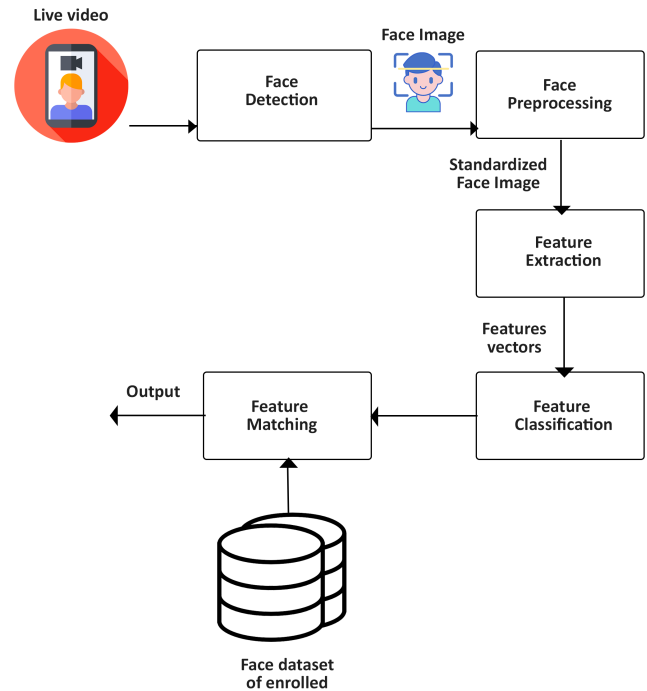 Live video
Face
Detection
Face Image
Face
Preprocessing
Standardized
Face Image
Feature
Extraction
Features
vectors
Feature
Classification
Feature
Matching
Output
Face dataset
of enrolled